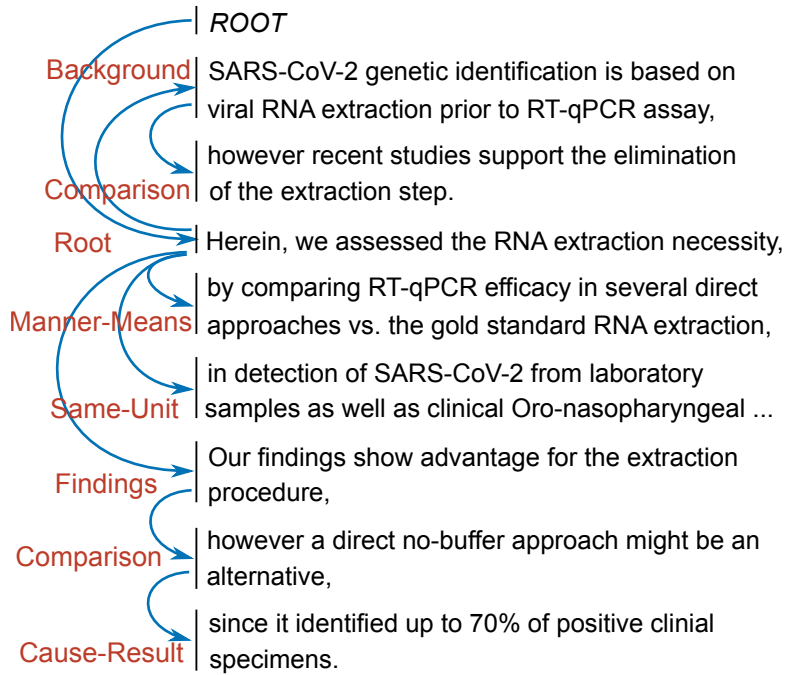 ROOT
Background
SARS-CoV-2 genetic identification is based on
viral RNA extraction prior to RT-qPCR assay,
however recent studies support the elimination
Comparison
of the extraction step.
Root
Herein, we assessed the RNA extraction necessity,
by comparing RT-qPCR efficacy in several direct
Manner-Means
approaches vs. the gold standard RNA extraction,
in detection of SARS-CoV-2 from laboratory
Same-Unit
samples as well as clinical Oro-nasopharyngeal ...
Our findings show advantage for the extraction
Findings
procedure,
however a direct no-buffer approach might be an
Comparison
alternative,
since it identified up to 70% of positive clinial
Cause-Result
specimens.